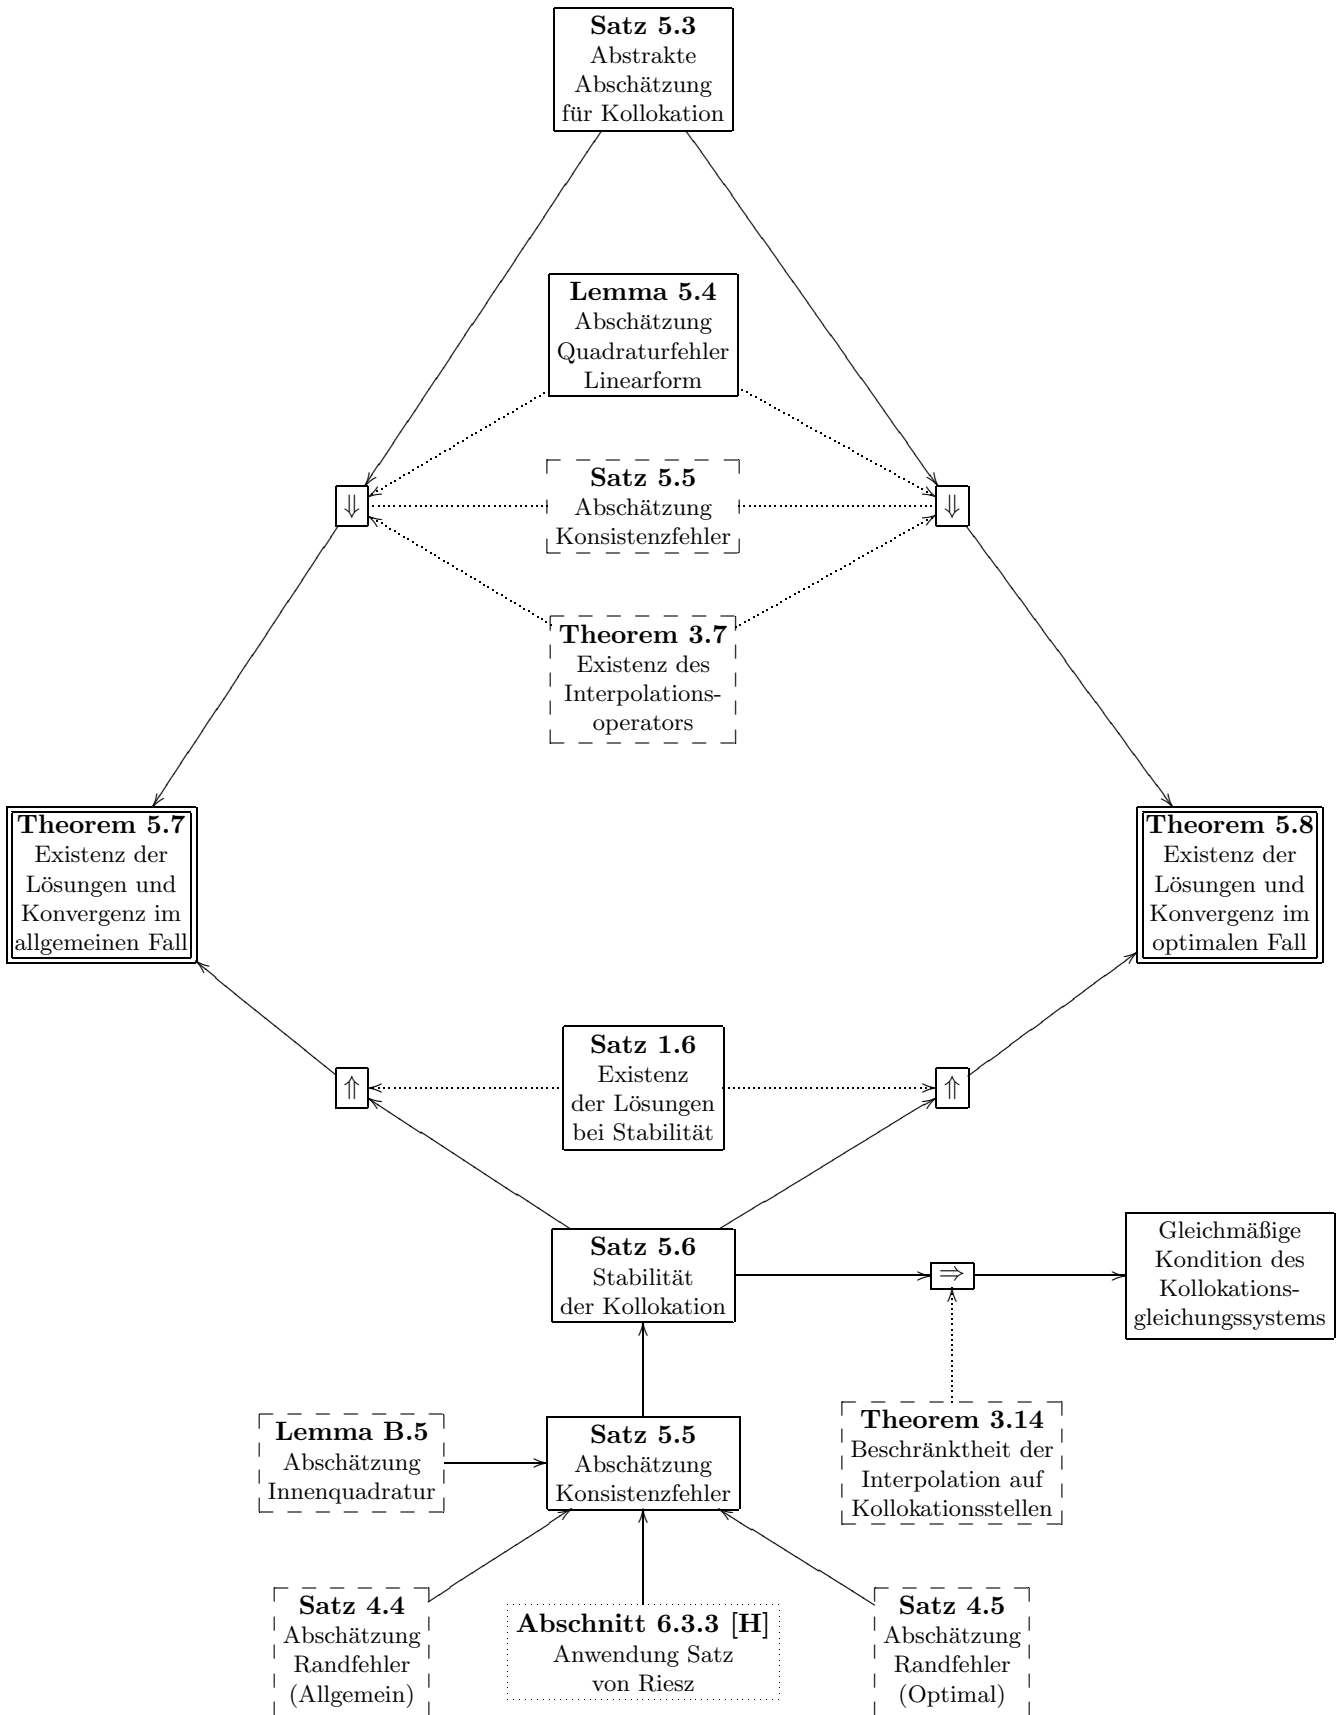 Satz 5.3
Abstrakte
Abschätzung
für Kollokation
Lemma 5.4
Abschätzung
Quadraturfehler
Linearform
⇓
Satz 5.5
Abschätzung
Konsistenzfehler
⇓
Theorem 3.7
Existenz des
Interpolations-
operators
Theorem 5.7
Existenz der
Lösungen und
Konvergenz im
allgemeinen Fall
Theorem 5.8
Existenz der
Lösungen und
Konvergenz im
optimalen Fall
⇑
Satz 1.6
Existenz
der Lösungen
bei Stabilität
⇑
Satz 5.6
Stabilität
der Kollokation
⇒
Gleichmäßige
Kondition des
Kollokations-
gleichungssystems
Lemma B.5
Abschätzung
Innenquadratur
Satz 5.5
Abschätzung
Konsistenzfehler
Theorem 3.14
Beschränktheit der
Interpolation auf
Kollokationsstellen
Satz 4.4
Abschätzung
Randfehler
(Allgemein)
Abschnitt 6.3.3 [H]
Anwendung Satz
von Riesz
Satz 4.5
Abschätzung
Randfehler
(Optimal)